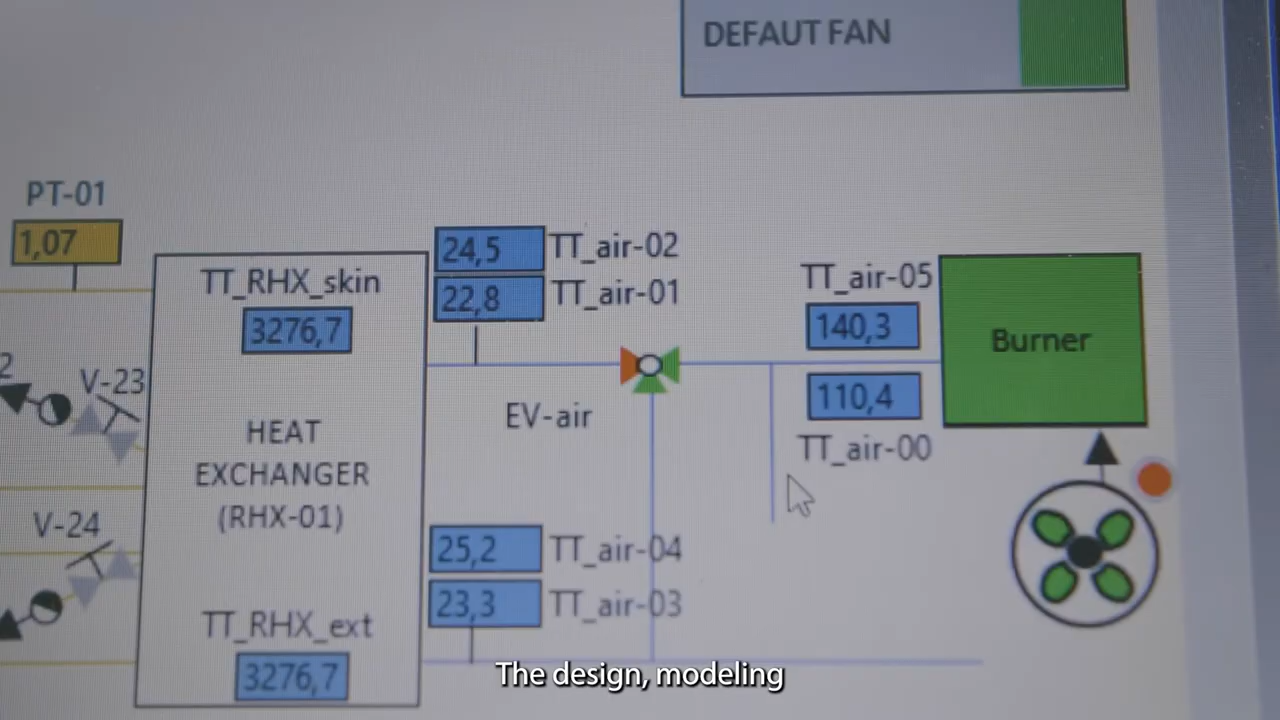 DEFAUT FAN
PT-01
1,07
TT_RHX_skin
3276,7
24,5 TT_air-02
22,8 TT_air-01
TT_air-05
140,3
Burner
2
V-23
EV-air
110,4
TT_air-00
HEAT
EXCHANGER
(RHX-01)
V-24
25,2 TT_air-04
23,3 TT_air-03
TT_RHX_ext
3276,7
The design, modeling